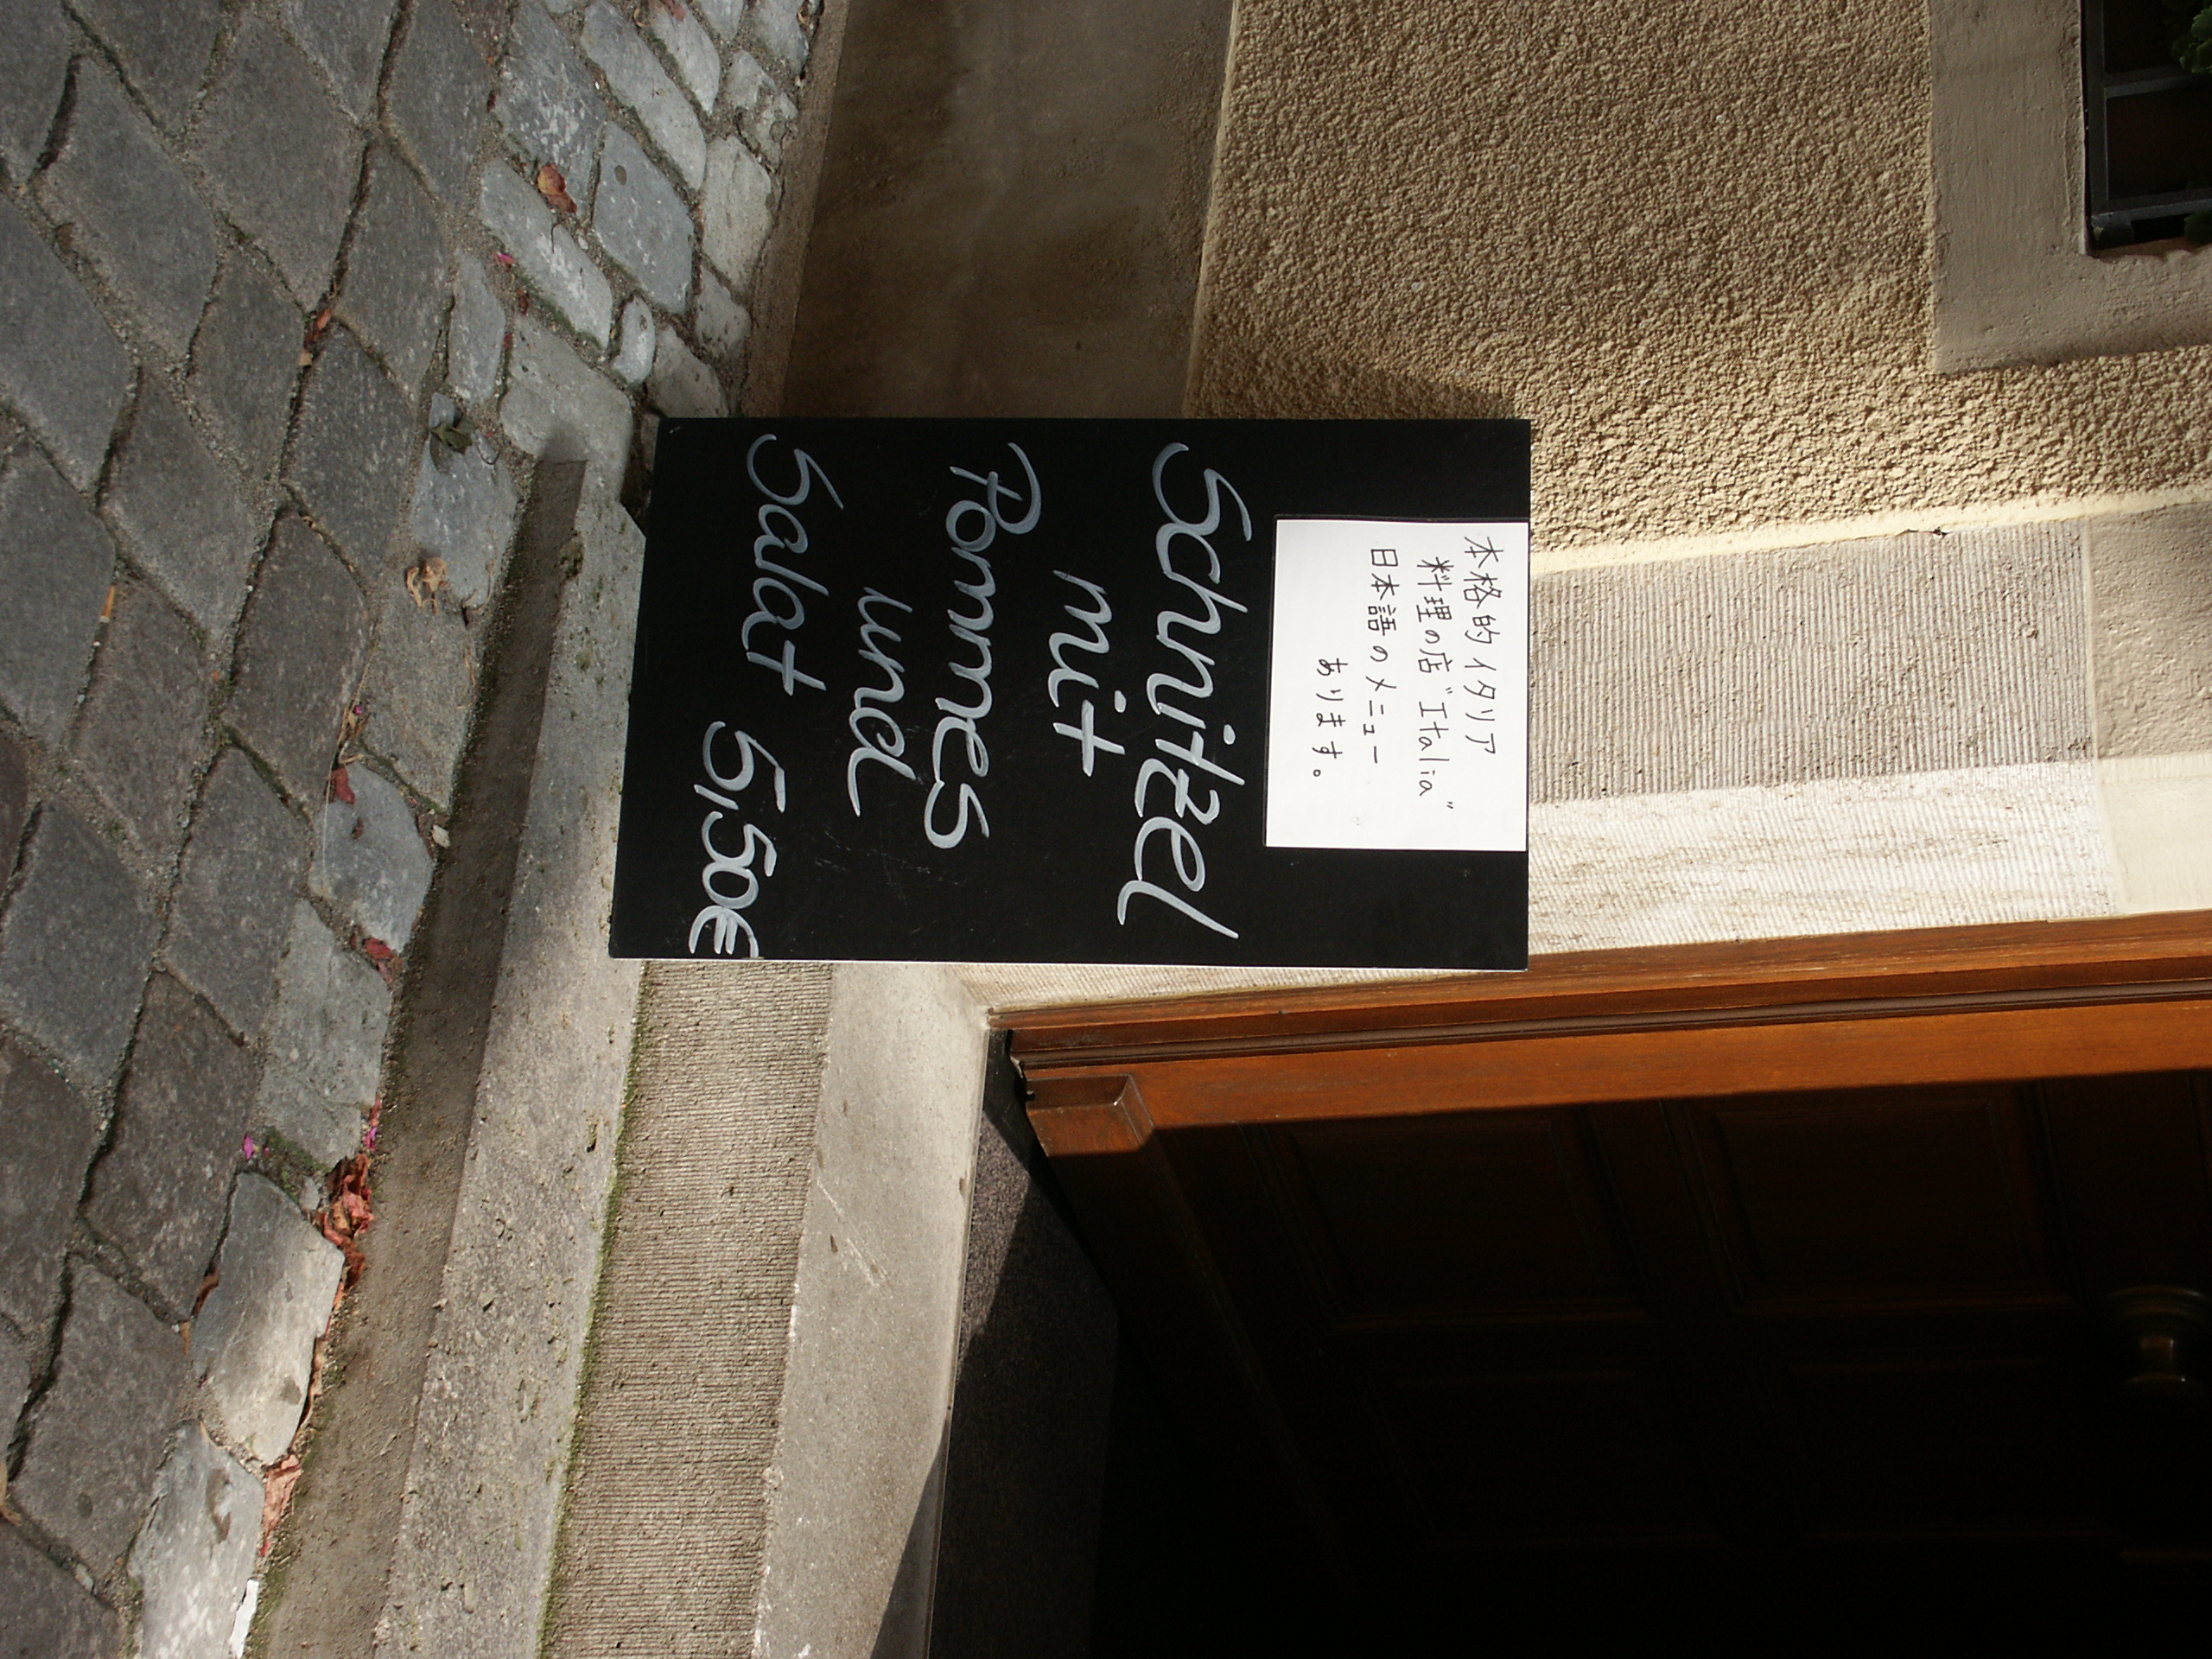 本格的イタリア
料理の店"Italia"
日本語のメニュー
あります。
Schnitzel
mit
Pommes
und
Salat 5,50€